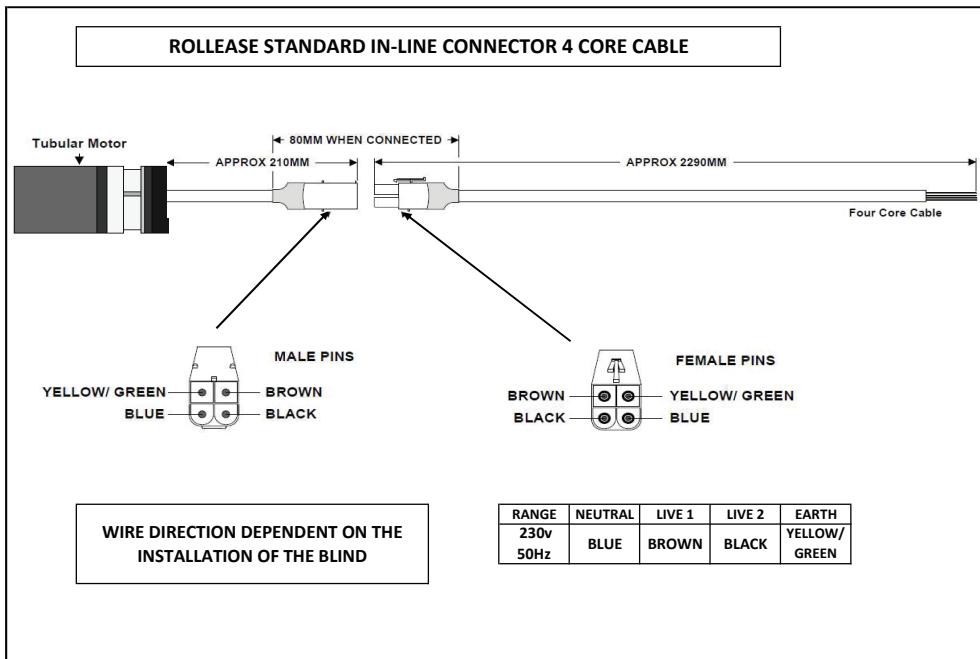 ROLLEASE STANDARD IN-LINE CONNECTOR 4 CORE CABLE
Tubular Motor
80MM WHEN CONNECTED
APPROX 210MM
APPROX 2290MM
Four Core Cable
MALE PINS
YELLOW/ GREEN
BROWN
BLUE
BLACK
FEMALE PINS
BROWN
YELLOW/ GREEN
BLACK
BLUE
WIRE DIRECTION DEPENDENT ON THE
INSTALLATION OF THE BLIND
RANGE NEUTRAL LIVE 1 LIVE 2 EARTH
230v
50Hz
BLUE BROWN BLACK
YELLOW/
GREEN